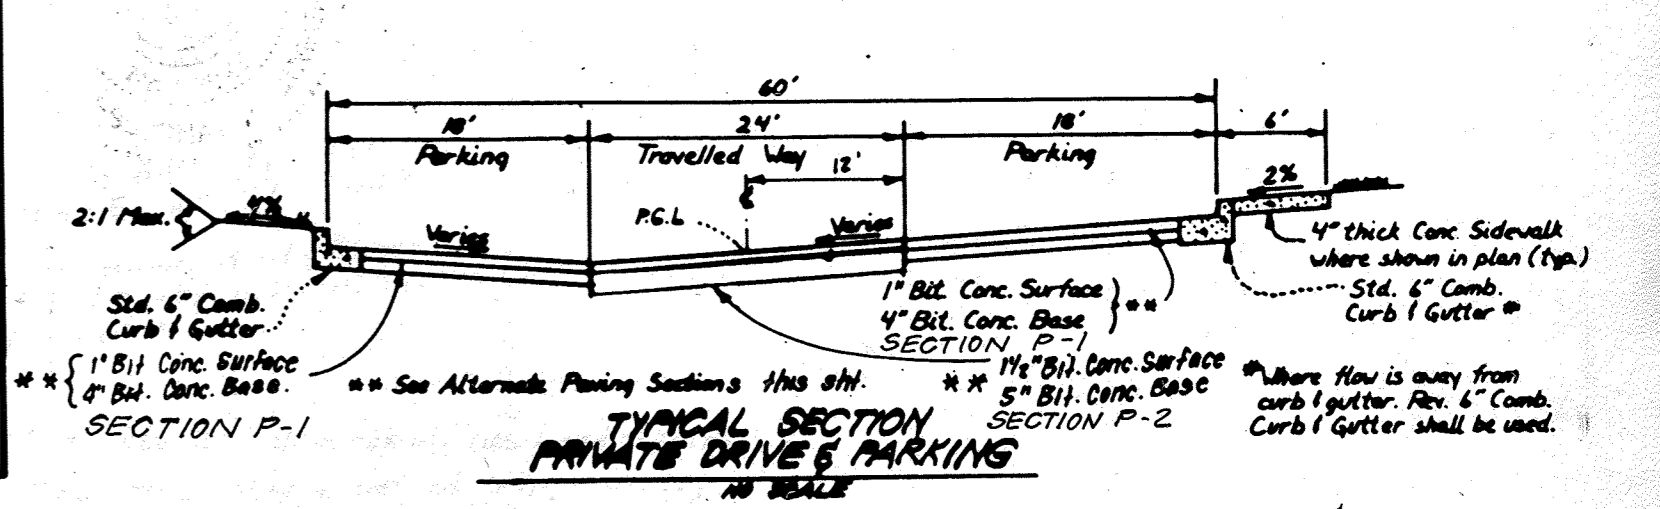 60'
18'
24'
18'
6'
Parking
Travelled Way
Parking
12'
℄
2%
2:1 Max.
4%
P.G.L
Varies
Varies
4" thick Conc. Sidewalk
where shown in plan (typ.)
Std. 6" Comb.
Curb & Gutter
1" Bit. Conc. Surface
4" Bit. Conc. Base
} * *
SECTION P-1
Std. 6" Comb.
Curb & Gutter *
* * { 1" Bit Conc. Surface
4" Bit. Conc. Base.
SECTION P-1
** See Alternate Paving Sections this sht.
* * 1½" Bit. Conc. Surface
5" Bit. Conc. Base
SECTION P-2
* Where flow is away from
curb & gutter. Rev. 6" Comb.
Curb & Gutter shall be used.
TYPICAL SECTION
PRIVATE DRIVE & PARKING
NO SCALE